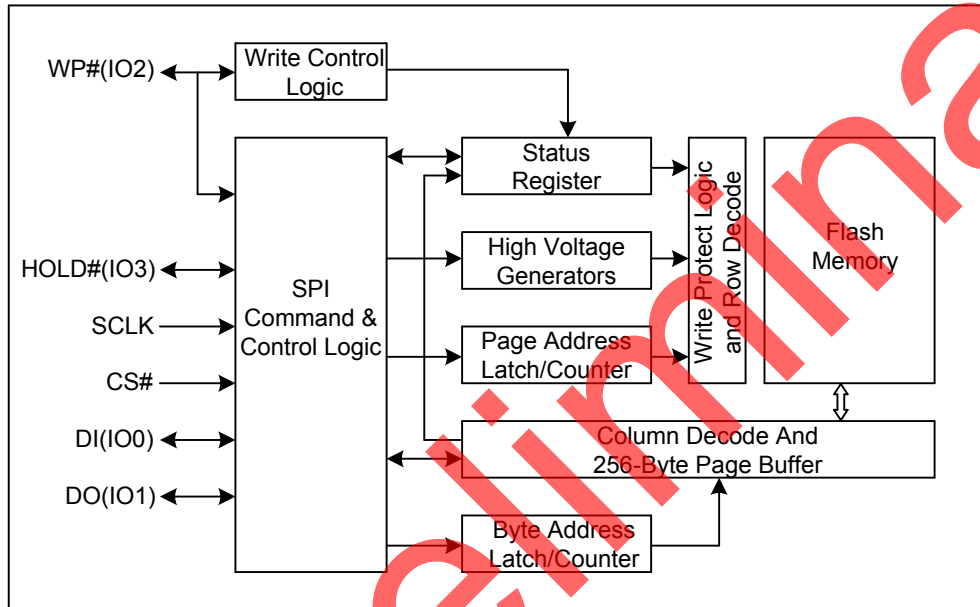 WP#(IO2)
Write Control
Logic
HOLD#(IO3)
SCLK
CS#
DI(IO0)
DO(IO1)
SPI
Command &
Control Logic
Status
Register
High Voltage
Generators
Page Address
Latch/Counter
Write Protect Logic
and Row Decode
Flash
Memory
Column Decode And
256-Byte Page Buffer
Byte Address
Latch/Counter
elimina